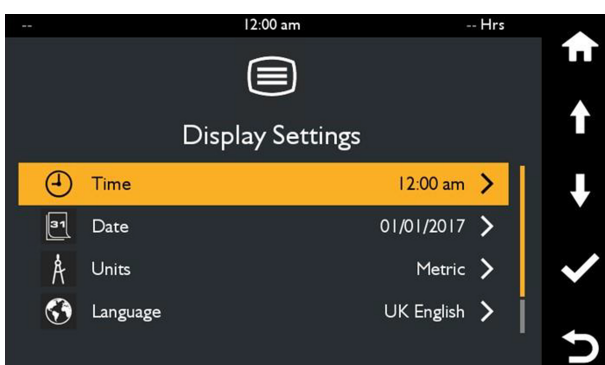 -- 12:00 am -- Hrs
Display Settings
Time 12:00 am
31 Date 01/01/2017
Units Metric
Language UK English